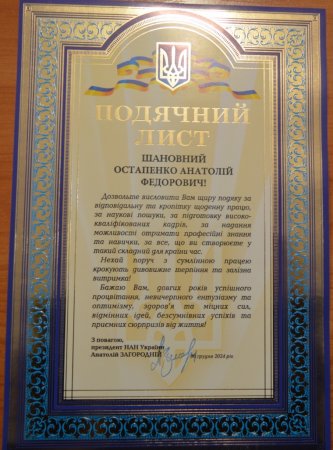 ПОДЯЧНИЙ
ЛИСТ
ШАНОВНИЙ
ОСТАПЕНКО АНАТОЛІЙ
ФЕДОРОВИЧ!
Дозвольте висловити Вам щиру подяку за
відповідальну та кропітку щоденну працю,
за наукові пошуки, за підготовку високо-
кваліфікованих кадрів, за надання
можливості отримати професійні знання
та навички, за все, що ви створюєте у
такий складний для країни час.
Нехай поруч з сумлінною працею
крокують дивовижне терпіння та залізна
витримка!
Бажаю Вам, довгих років успішного
процвітання, невичерпного ентузіазму та
оптимізму, здоров'я та міцних сил,
відмінних ідей, безсумнівних успіхів та
приємних сюрпризів від життя!
З повагою,
президент НАН України
Анатолій ЗАГОРОДНІЙ
грудня 2024 рік